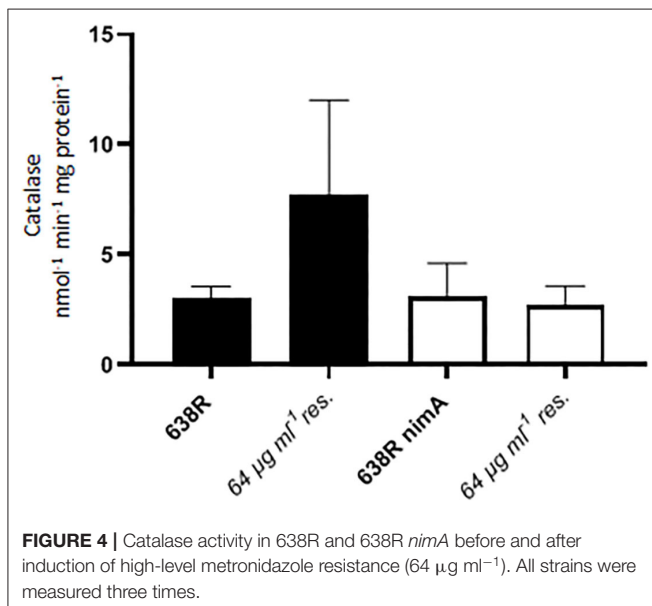 15
10
5
0
Catalase
nmol⁻¹ min⁻¹ mg protein⁻¹
638R
64 µg ml⁻¹ res.
638R nimA
64 µg ml⁻¹ res.
FIGURE 4 | Catalase activity in 638R and 638R nimA before and after
induction of high-level metronidazole resistance (64 µg ml⁻¹). All strains were
measured three times.